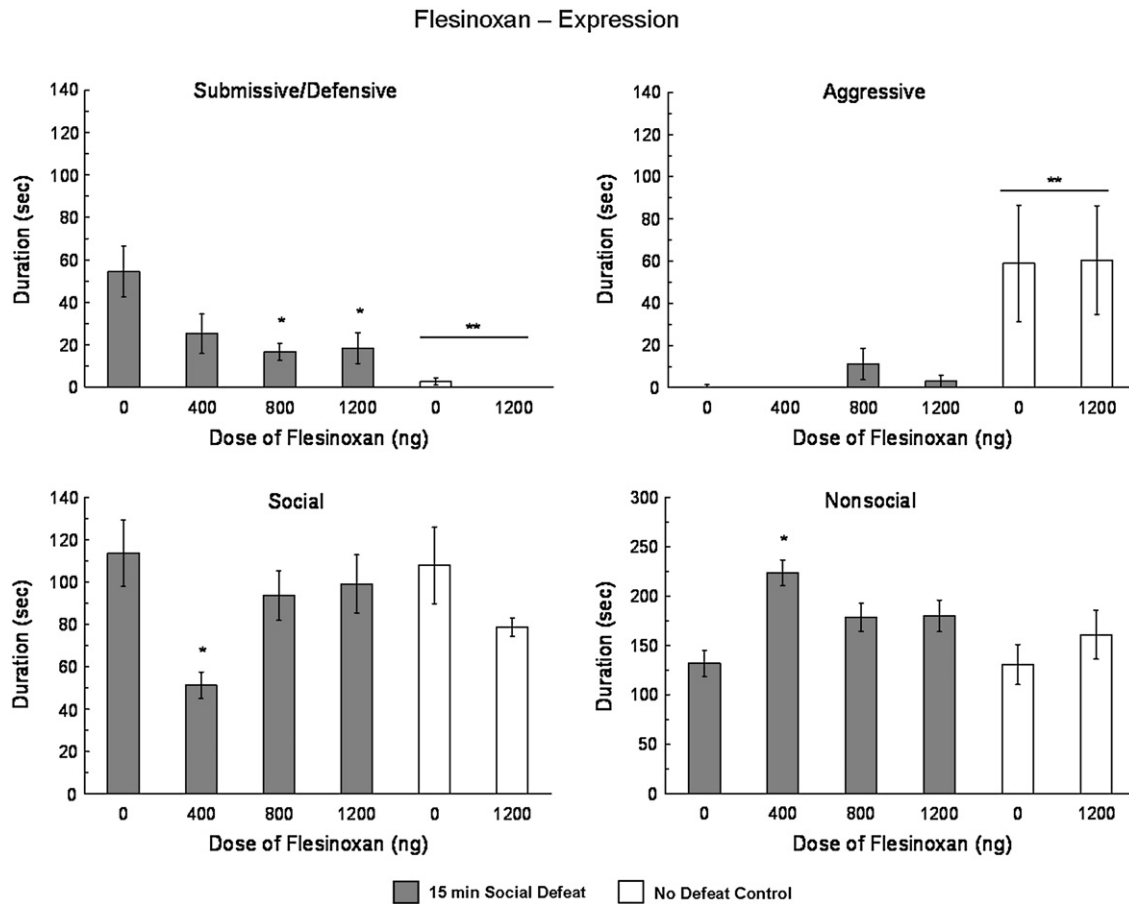 Flesinoxan – Expression
Submissive/Defensive
140
120
100
80
60
40
20
0
Duration (sec)
*
*
**
0 400 800 1200 0 1200
Dose of Flesinoxan (ng)
Aggressive
140
120
100
80
60
40
20
0
Duration (sec)
**
0 400 800 1200 0 1200
Dose of Flesinoxan (ng)
Social
140
120
100
80
60
40
20
0
Duration (sec)
*
0 400 800 1200 0 1200
Dose of Flesinoxan (ng)
Nonsocial
300
250
200
150
100
50
0
Duration (sec)
*
0 400 800 1200 0 1200
Dose of Flesinoxan (ng)
15 min Social Defeat No Defeat Control